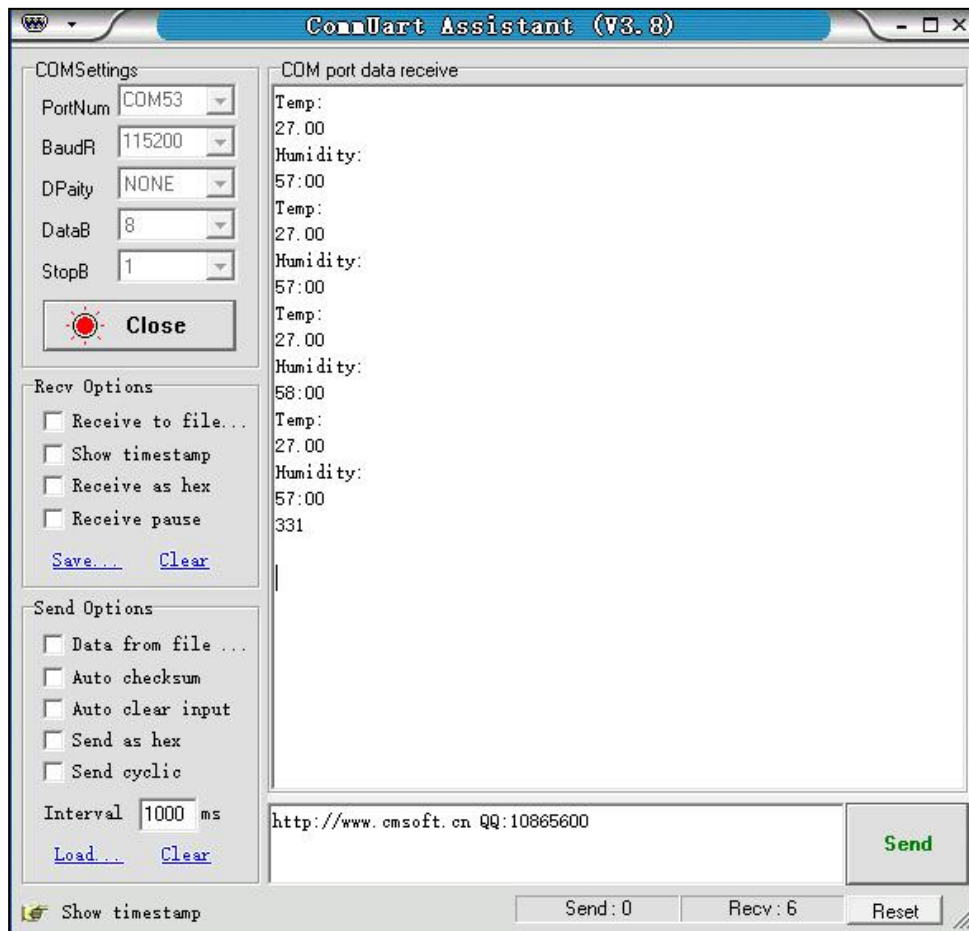 CommUart Assistant (V3.8)
COMSettings
PortNum COM53
BaudR 115200
DPaity NONE
DataB 8
StopB 1
Close
Recv Options
Receive to file...
Show timestamp
Receive as hex
Receive pause
Save... Clear
Send Options
Data from file ...
Auto checksum
Auto clear input
Send as hex
Send cyclic
Interval 1000 ms
Load... Clear
COM port data receive
Temp:
27.00
Humidity:
57:00
Temp:
27.00
Humidity:
57:00
Temp:
27.00
Humidity:
58:00
Temp:
27.00
Humidity:
57:00
331
http://www.cmsoft.cn QQ:10865600
Send
Show timestamp
Send : 0
Recv : 6
Reset